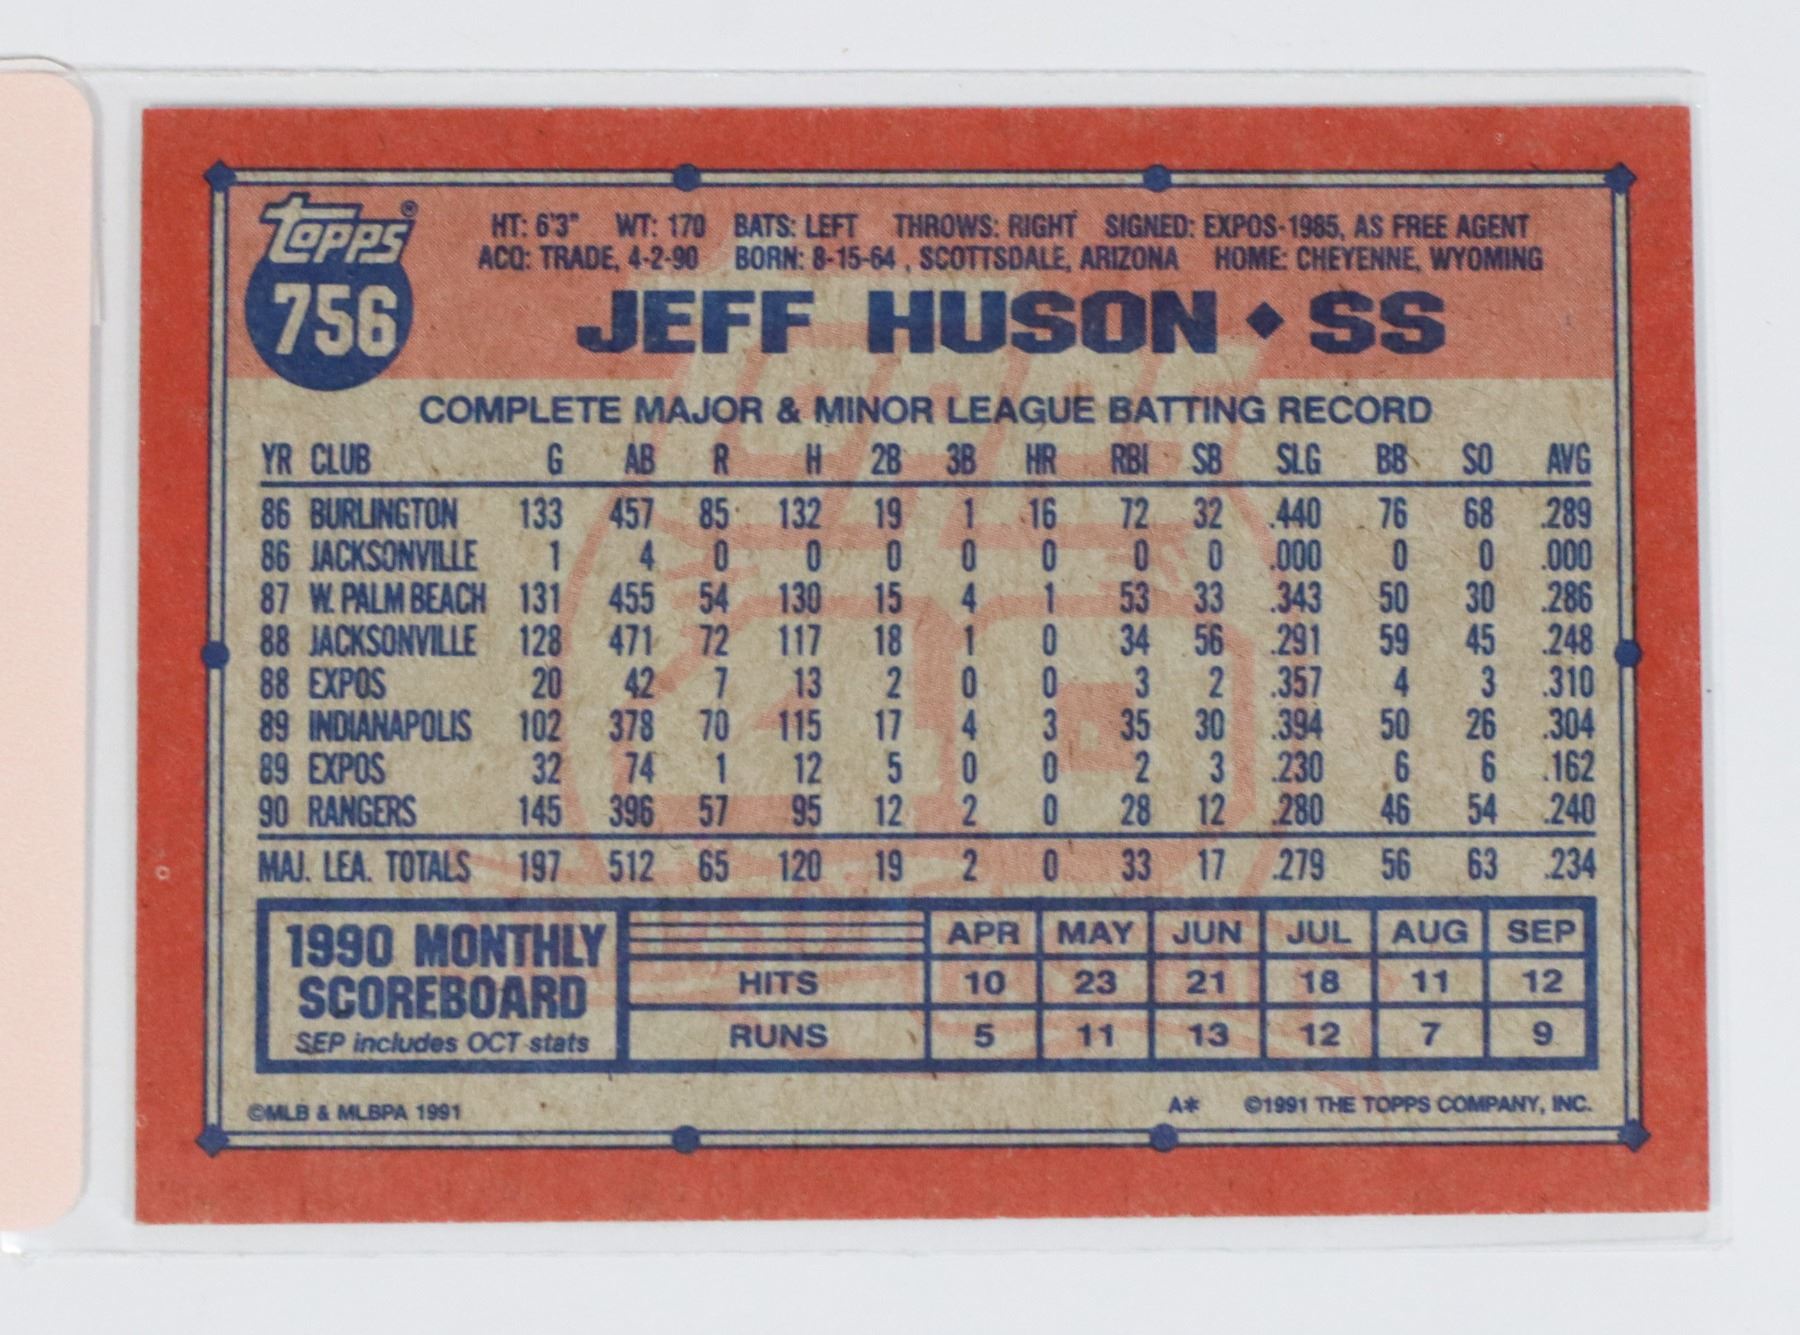 topps®
756
HT: 6'3" WT: 170 BATS: LEFT THROWS: RIGHT SIGNED: EXPOS-1985, AS FREE AGENT
ACQ: TRADE, 4-2-90 BORN: 8-15-64, SCOTTSDALE, ARIZONA HOME: CHEYENNE, WYOMING
JEFF HUSON ◆ SS
COMPLETE MAJOR & MINOR LEAGUE BATTING RECORD
YR CLUB G AB R H 2B 3B HR RBI SB SLG BB SO AVG
86 BURLINGTON 133 457 85 132 19 1 16 72 32 .440 76 68 .289
86 JACKSONVILLE 1 4 0 0 0 0 0 0 0 .000 0 0 .000
87 W. PALM BEACH 131 455 54 130 15 4 1 53 33 .343 50 30 .286
88 JACKSONVILLE 128 471 72 117 18 1 0 34 56 .291 59 45 .248
88 EXPOS 20 42 7 13 2 0 0 3 2 .357 4 3 .310
89 INDIANAPOLIS 102 378 70 115 17 4 3 35 30 .394 50 26 .304
89 EXPOS 32 74 1 12 5 0 0 2 3 .230 6 6 .162
90 RANGERS 145 396 57 95 12 2 0 28 12 .280 46 54 .240
MAJ. LEA. TOTALS 197 512 65 120 19 2 0 33 17 .279 56 63 .234
1990 MONTHLY
SCOREBOARD
SEP includes OCT stats
APR MAY JUN JUL AUG SEP
HITS 10 23 21 18 11 12
RUNS 5 11 13 12 7 9
©MLB & MLBPA 1991 A* ©1991 THE TOPPS COMPANY, INC.